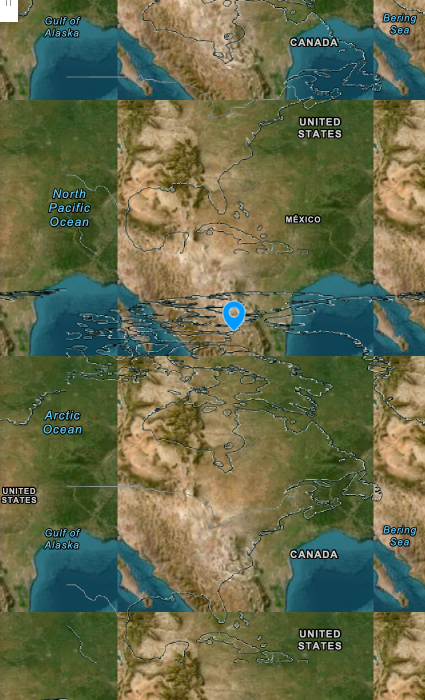 Gulf of
Alaska
CANADA
Bering
Sea
UNITED
STATES
North
Pacific
Ocean
MÉXICO
Arctic
Ocean
UNITED
STATES
Gulf of
Alaska
CANADA
Bering
Sea
UNITED
STATES